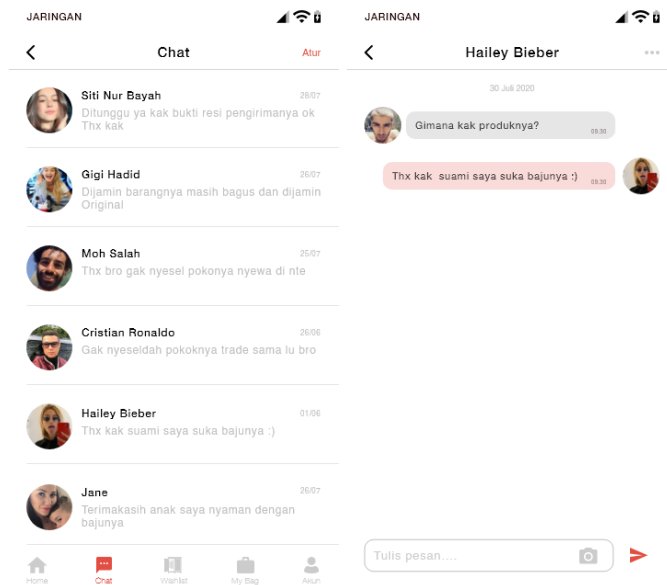 JARINGAN
Chat
Atur
Siti Nur Bayah
26/07
Ditunggu ya kak bukti resi pengirimanya ok
Thx kak
Gigi Hadid
26/07
Dijamin barangnya masih bagus dan dijamin
Original
Moh Salah
25/07
Thx bro gak nyesel pokonya nyewa di nte
Cristian Ronaldo
26/06
Gak nyeseldah pokoknya trade sama lu bro
Hailey Bieber
01/06
Thx kak suami saya suka bajunya :)
Jane
26/07
Terimakasih anak saya nyaman dengan
bajunya
Home
Chat
Wishlist
My Bag
Akun
JARINGAN
Hailey Bieber
30 Juli 2020
Gimana kak produknya?
09.30
Thx kak  suami saya suka bajunya :)
09.30
Tulis pesan....